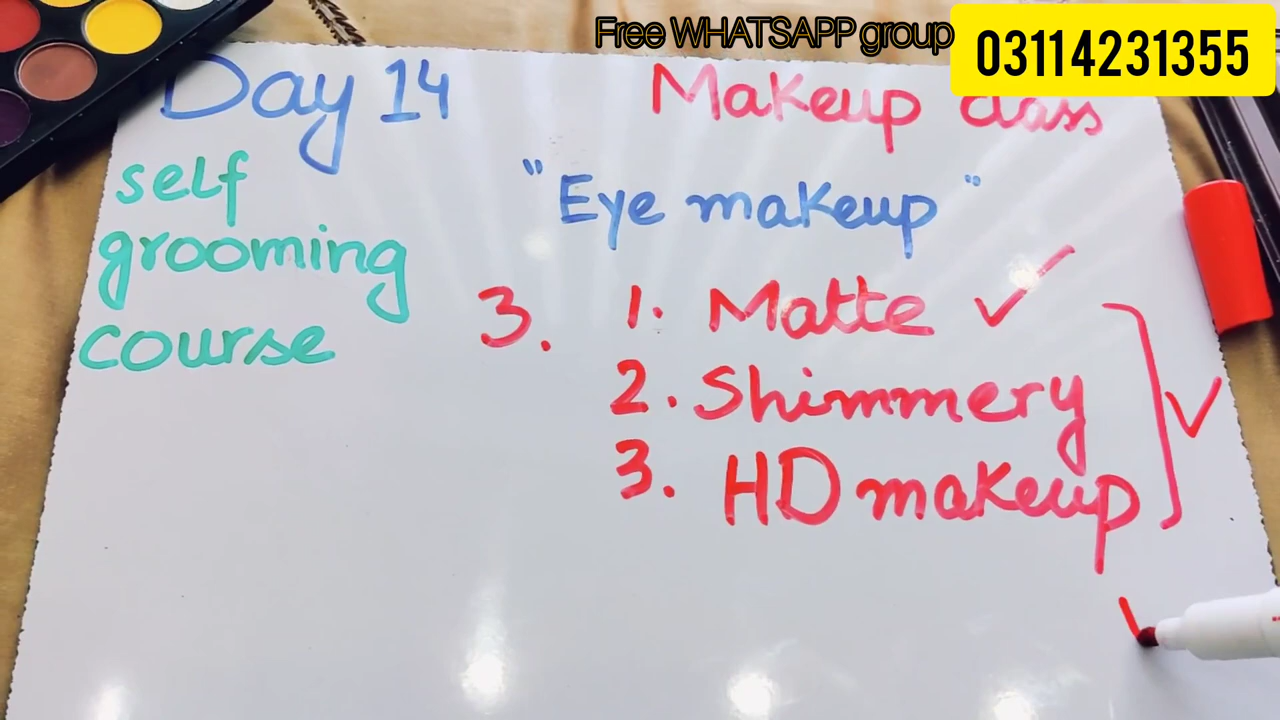 Free WHATSAPP group
03114231355
Day 14
Makeup class
self
grooming
course
"Eye makeup"
3.
1. Matte ✓
2. Shimmery
3. HD makeup